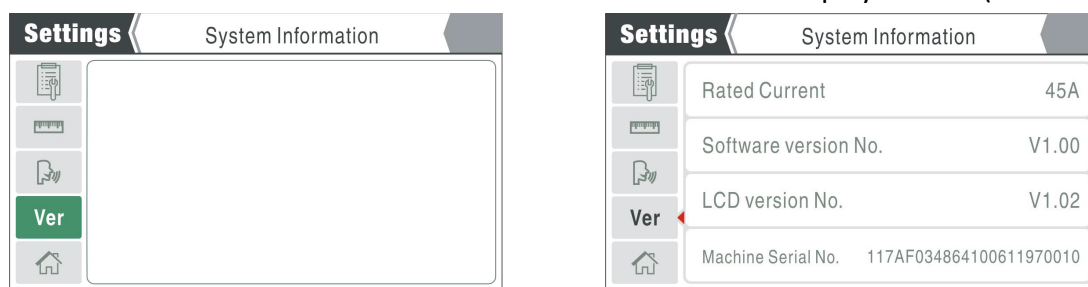 Settings System Information
Ver
Settings System Information
Rated Current 45A
Software version No. V1.00
LCD version No. V1.02
Ver
Machine Serial No. 117AF034864100611970010